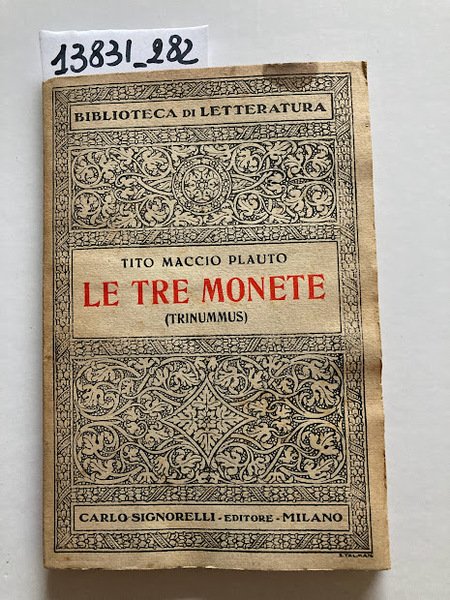 13831_282
BIBLIOTECA DI LETTERATURA
TITO MACCIO PLAUTO
LE TRE MONETE
(TRINUMMUS)
CARLO SIGNORELLI - EDITORE - MILANO